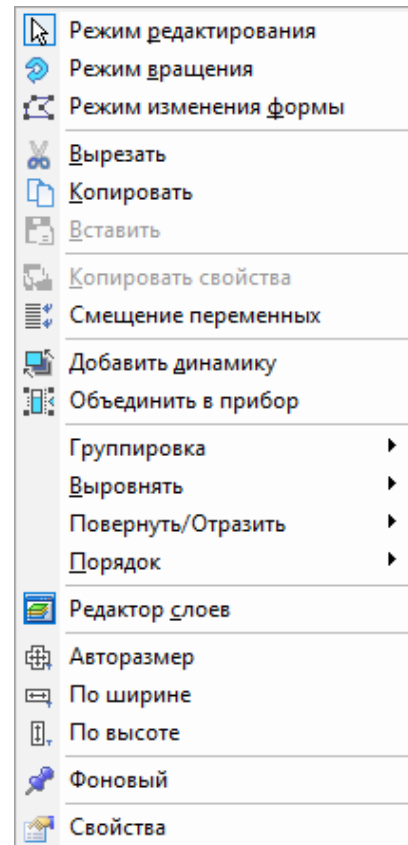 Режим редактирования
Режим вращения
Режим изменения формы
Вырезать
Копировать
Вставить
Копировать свойства
Смещение переменных
Добавить динамику
Объединить в прибор
Группировка
Выровнять
Повернуть/Отразить
Порядок
Редактор слоев
Авторазмер
По ширине
По высоте
Фоновый
Свойства